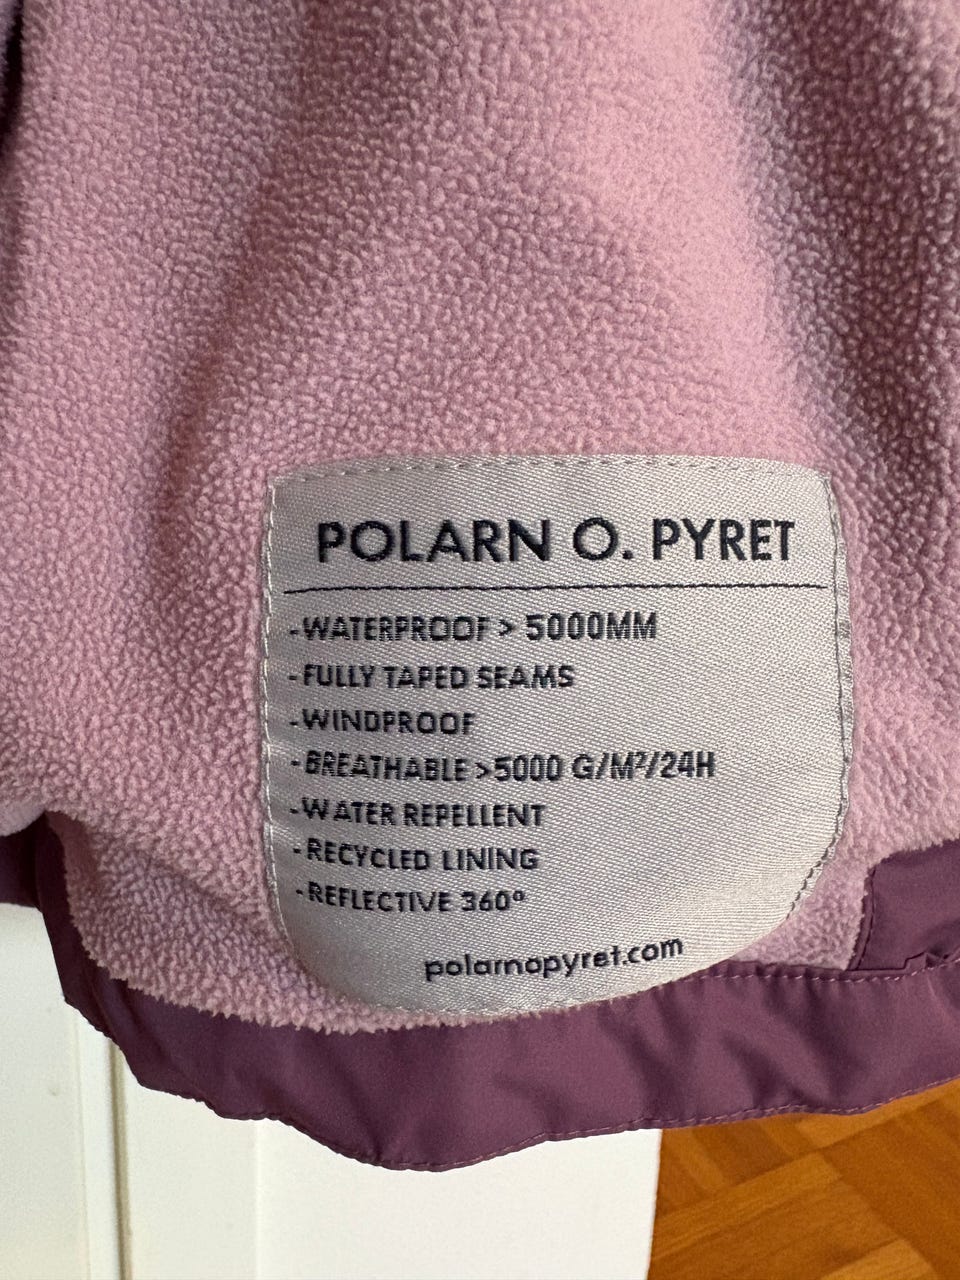 POLARN O. PYRET
-WATERPROOF > 5000MM
-FULLY TAPED SEAMS
-WINDPROOF
-BREATHABLE >5000 G/M²/24H
-WATER REPELLENT
-RECYCLED LINING
-REFLECTIVE 360°
polarnopyret.com